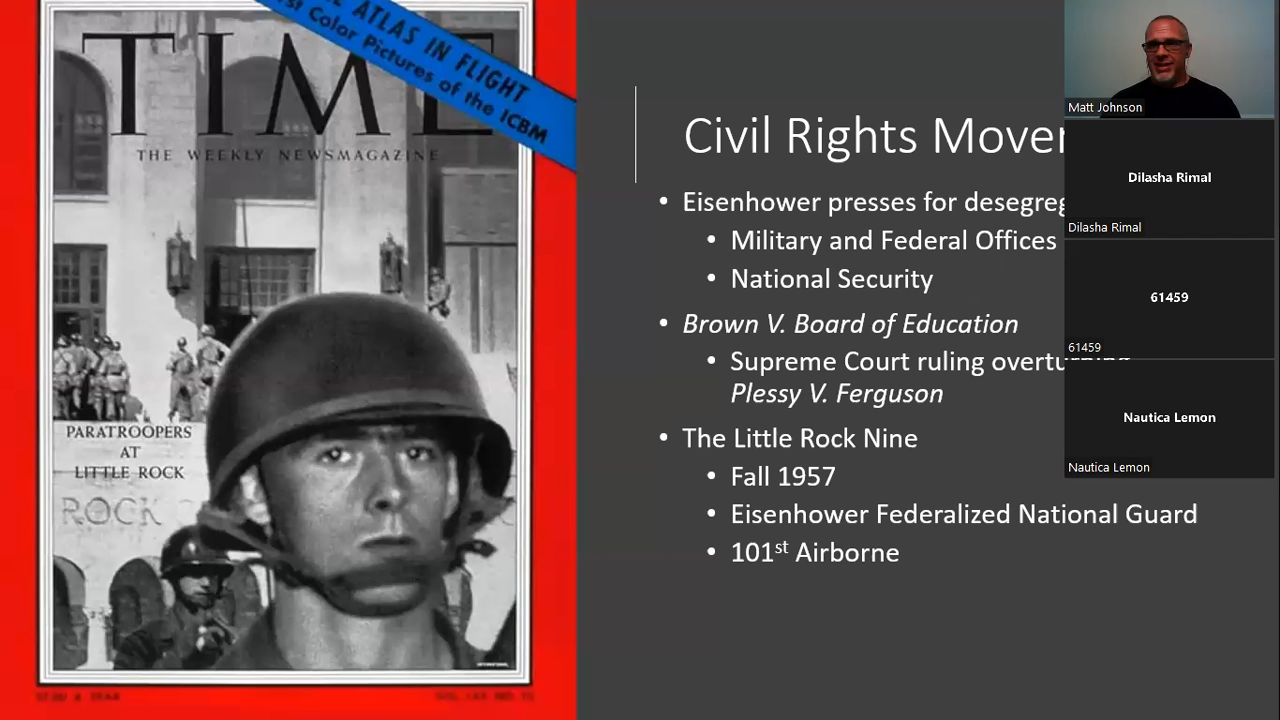 ATLAS IN FLIGHT
Color Pictures of the ICBM
TIME
THE WEEKLY NEWSMAGAZINE
PARATROOPERS
AT
LITTLE ROCK
ROCK
Civil Rights
• Eisenhower presses for
• Military and Federal Offices
• National Security
• Brown V. Board of Education
• Supreme Court ruling
Plessy V. Ferguson
• The Little Rock Nine
• Fall 1957
• Eisenhower Federalized National Guard
• 101st Airborne
Matt Johnson
Dilasha Rimal
Dilasha Rimal
61459
61459
Nautica Lemon
Nautica Lemon